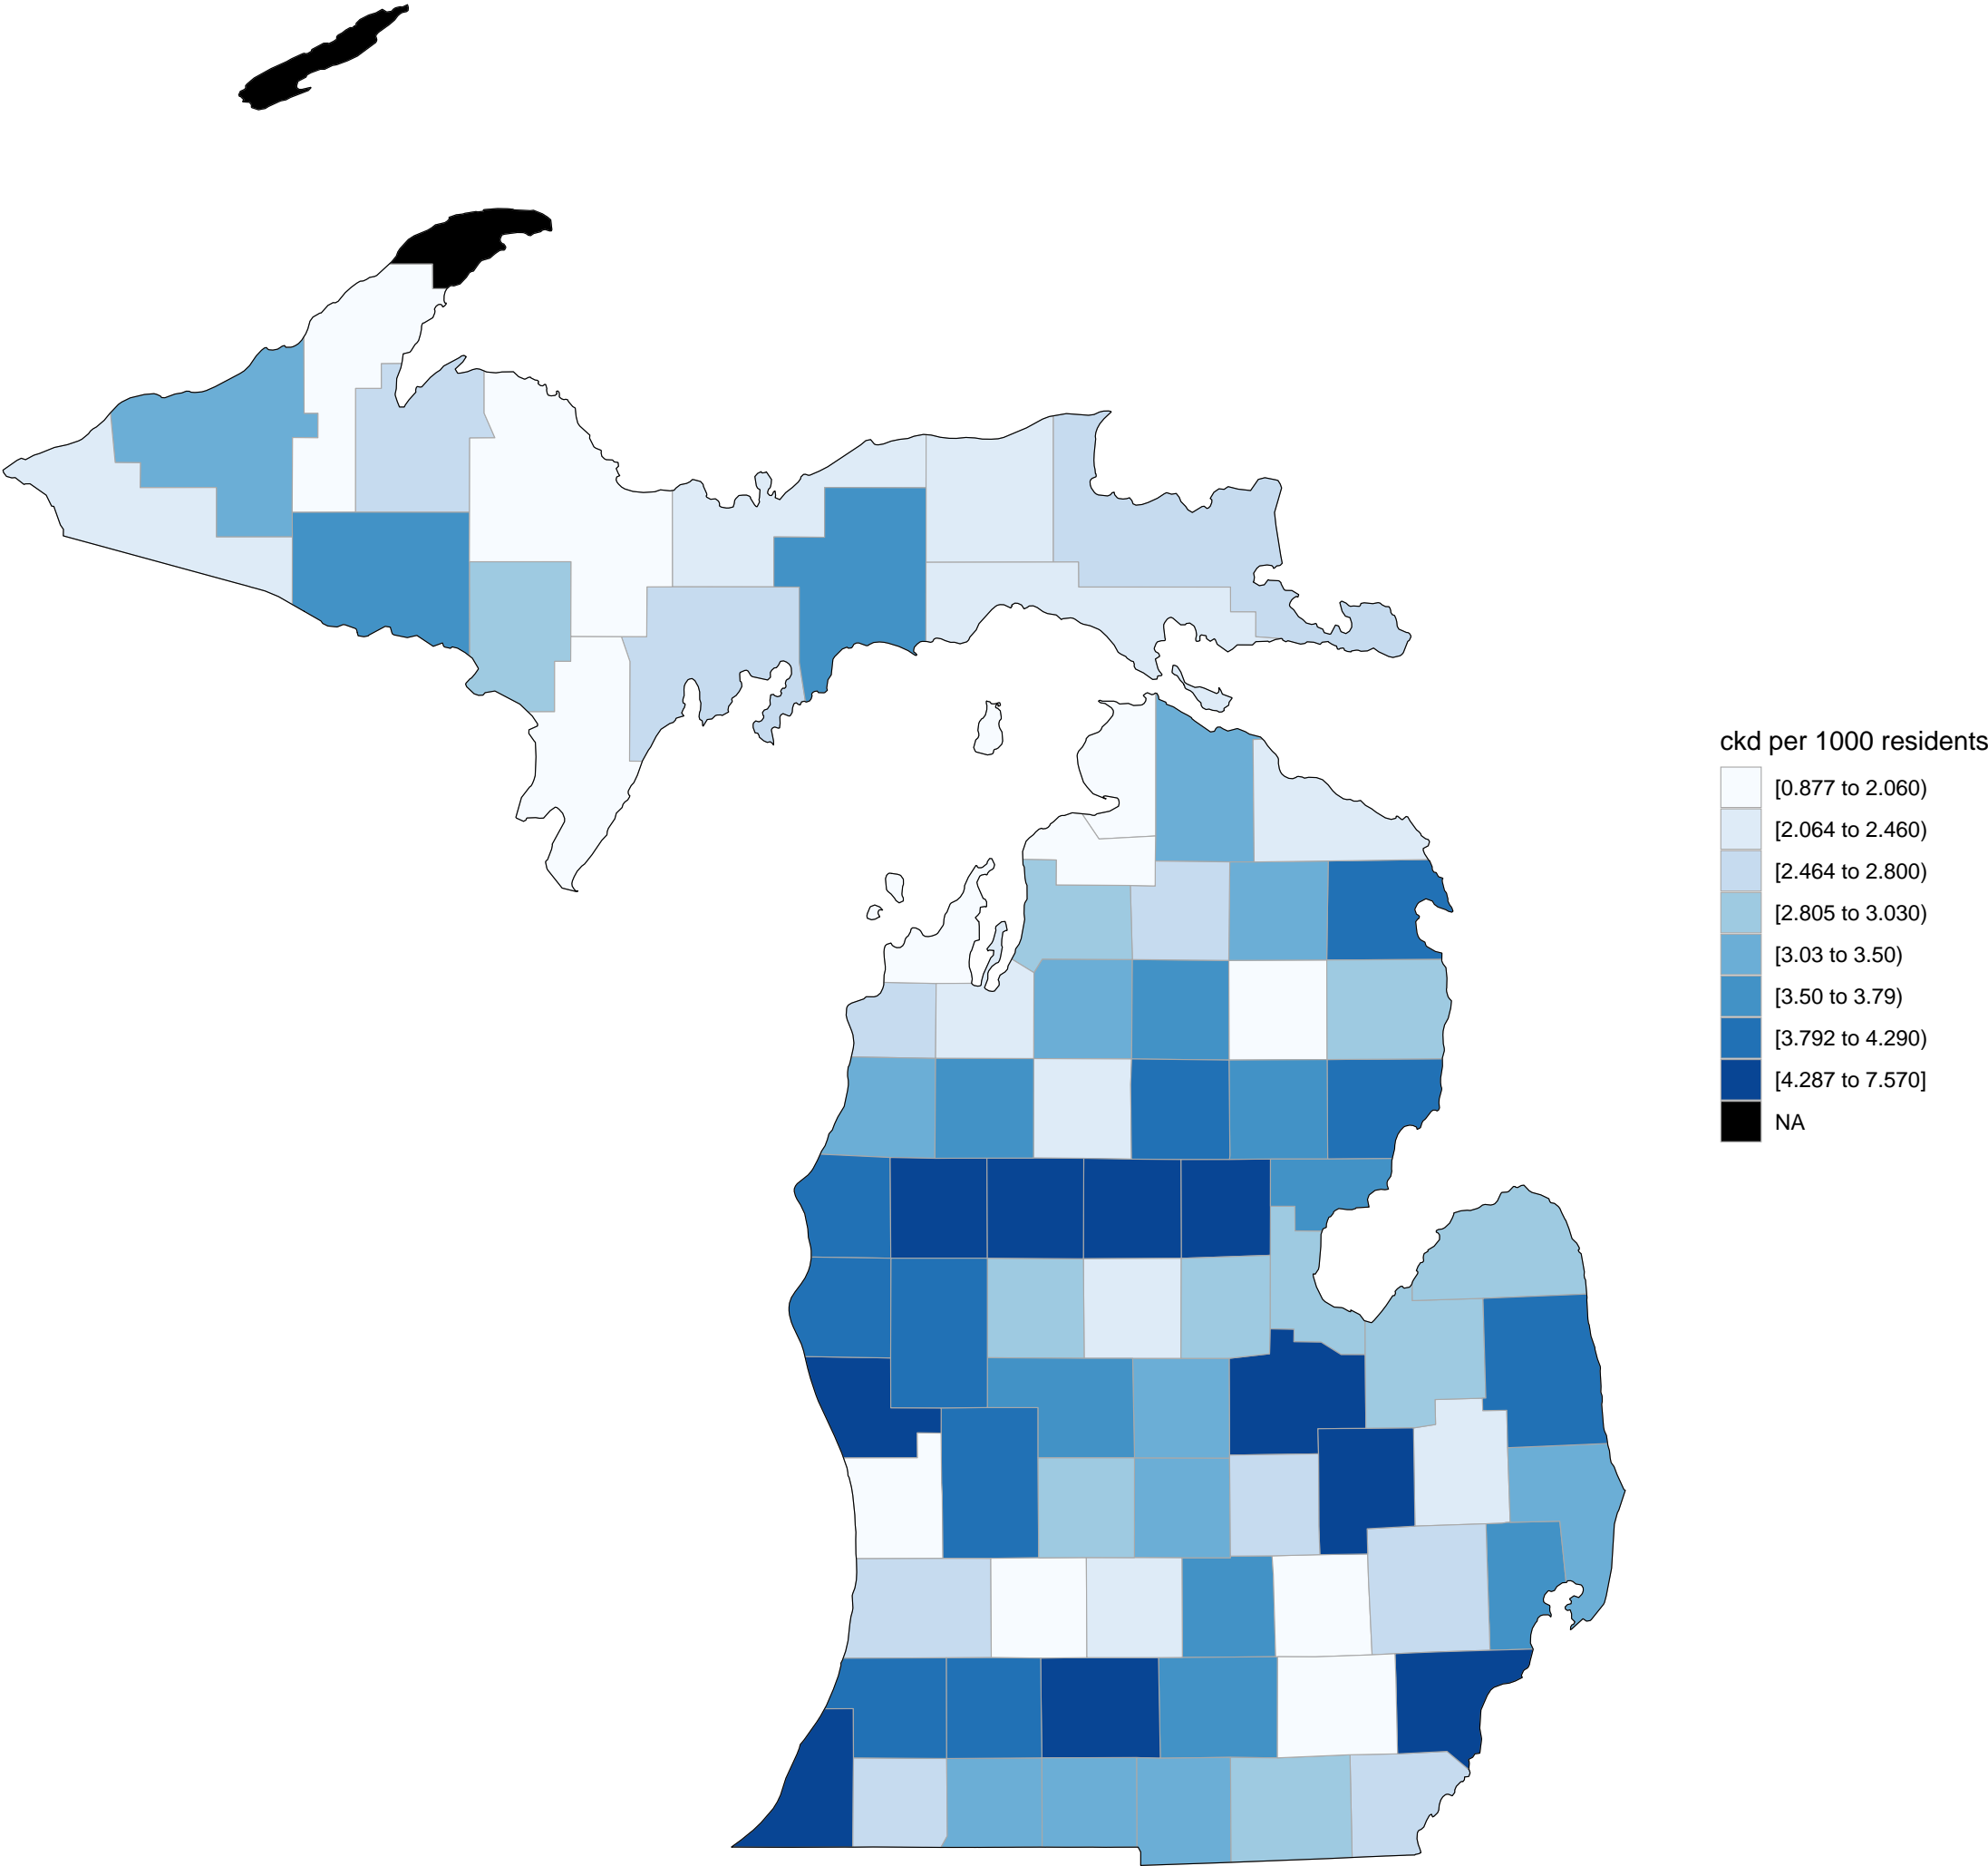 ckd per 1000 residents
[0.877 to 2.060)
[2.064 to 2.460)
[2.464 to 2.800)
[2.805 to 3.030)
[3.03 to 3.50)
[3.50 to 3.79)
[3.792 to 4.290)
[4.287 to 7.570]
NA